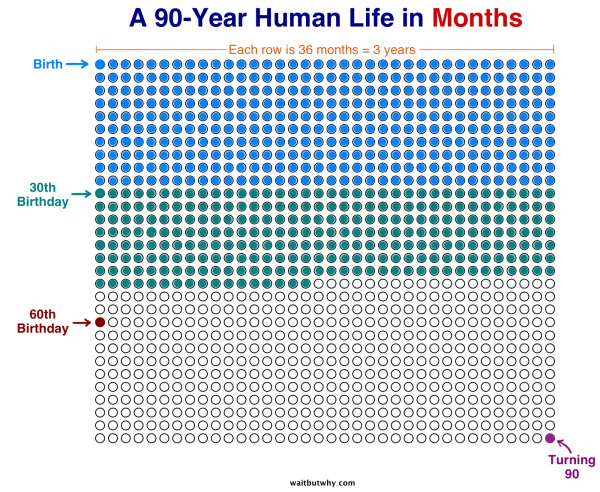 A 90-Year Human Life in Months
Each row is 36 months = 3 years
Birth
30th
Birthday
60th
Birthday
Turning
90
waitbutwhy.com